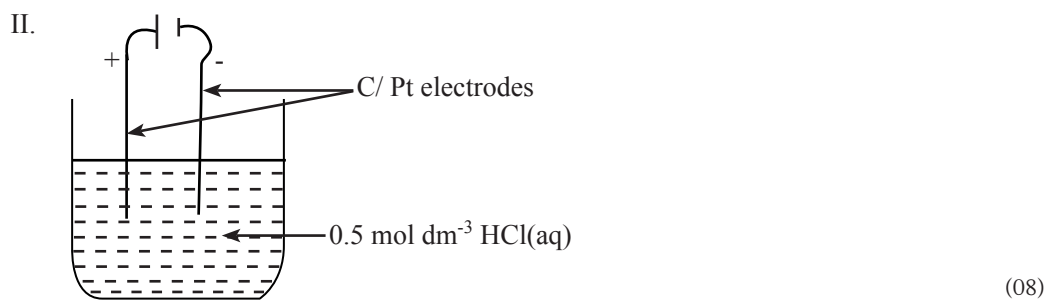 II.
+ -
C/ Pt electrodes
0.5 mol dm⁻³ HCl(aq)
(08)